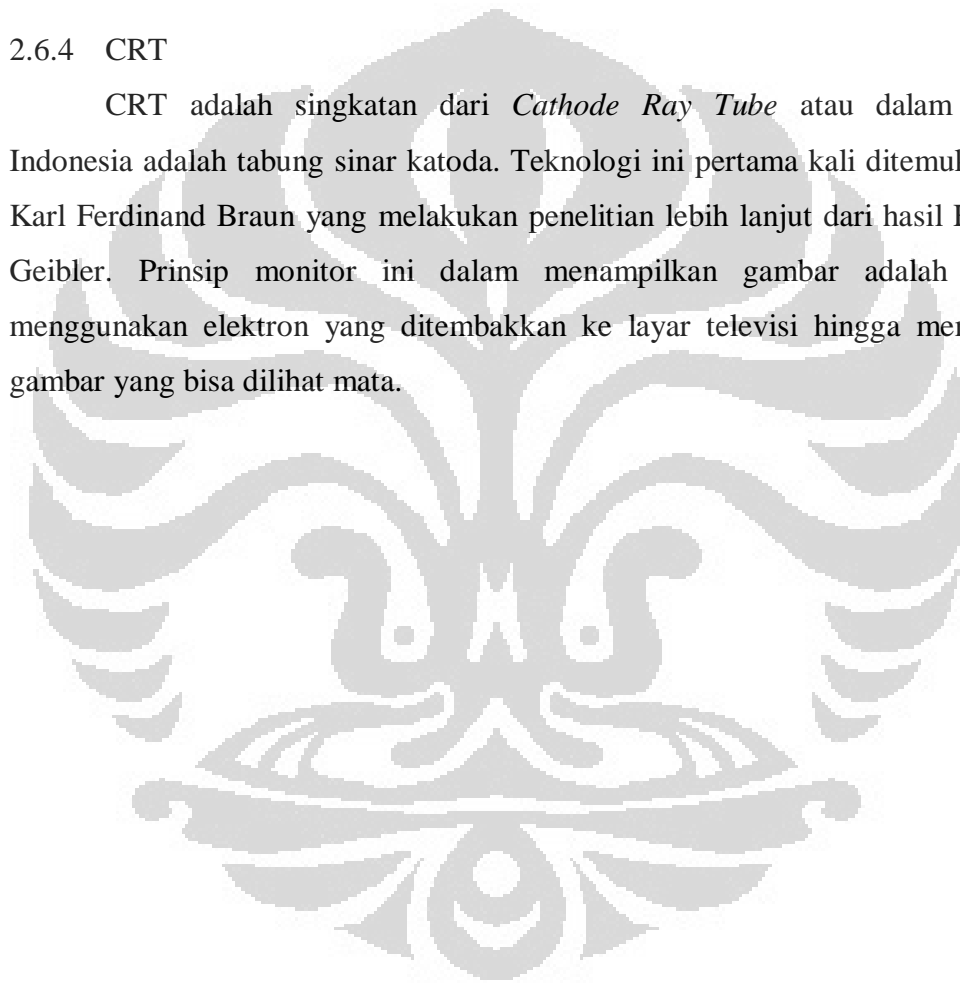 2.6.4 CRT
CRT adalah singkatan dari Cathode Ray Tube atau dalam
Indonesia adalah tabung sinar katoda. Teknologi ini pertama kali
Karl Ferdinand Braun yang melakukan penelitian lebih lanjut dari hasil
Geibler. Prinsip monitor ini dalam menampilkan gambar adalah
menggunakan elektron yang ditembakkan ke layar televisi hingga
gambar yang bisa dilihat mata.